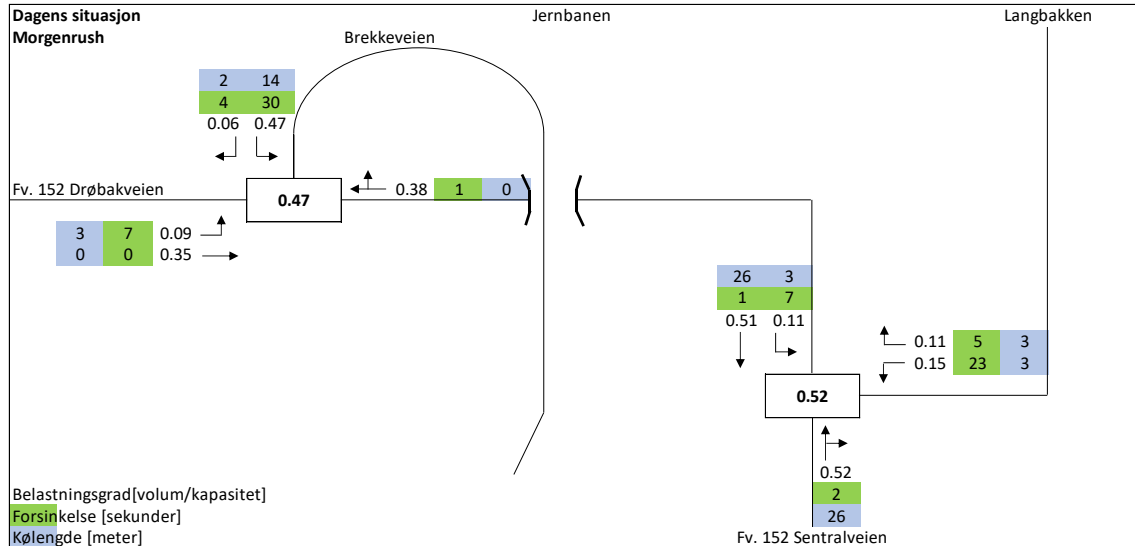 Dagens situasjon
Morgenrush
Jernbanen
Langbakken
Brekkeveien
2 14
4 30
0.06 0.47
Fv. 152 Drøbakveien
0.47
0.38 1 0
3 7 0.09
0 0 0.35
26 3
1 7
0.51 0.11
0.11 5 3
0.15 23 3
0.52
0.52
2
26
Fv. 152 Sentralveien
Belastningsgrad[volum/kapasitet]
Forsinkelse [sekunder]
Kølengde [meter]